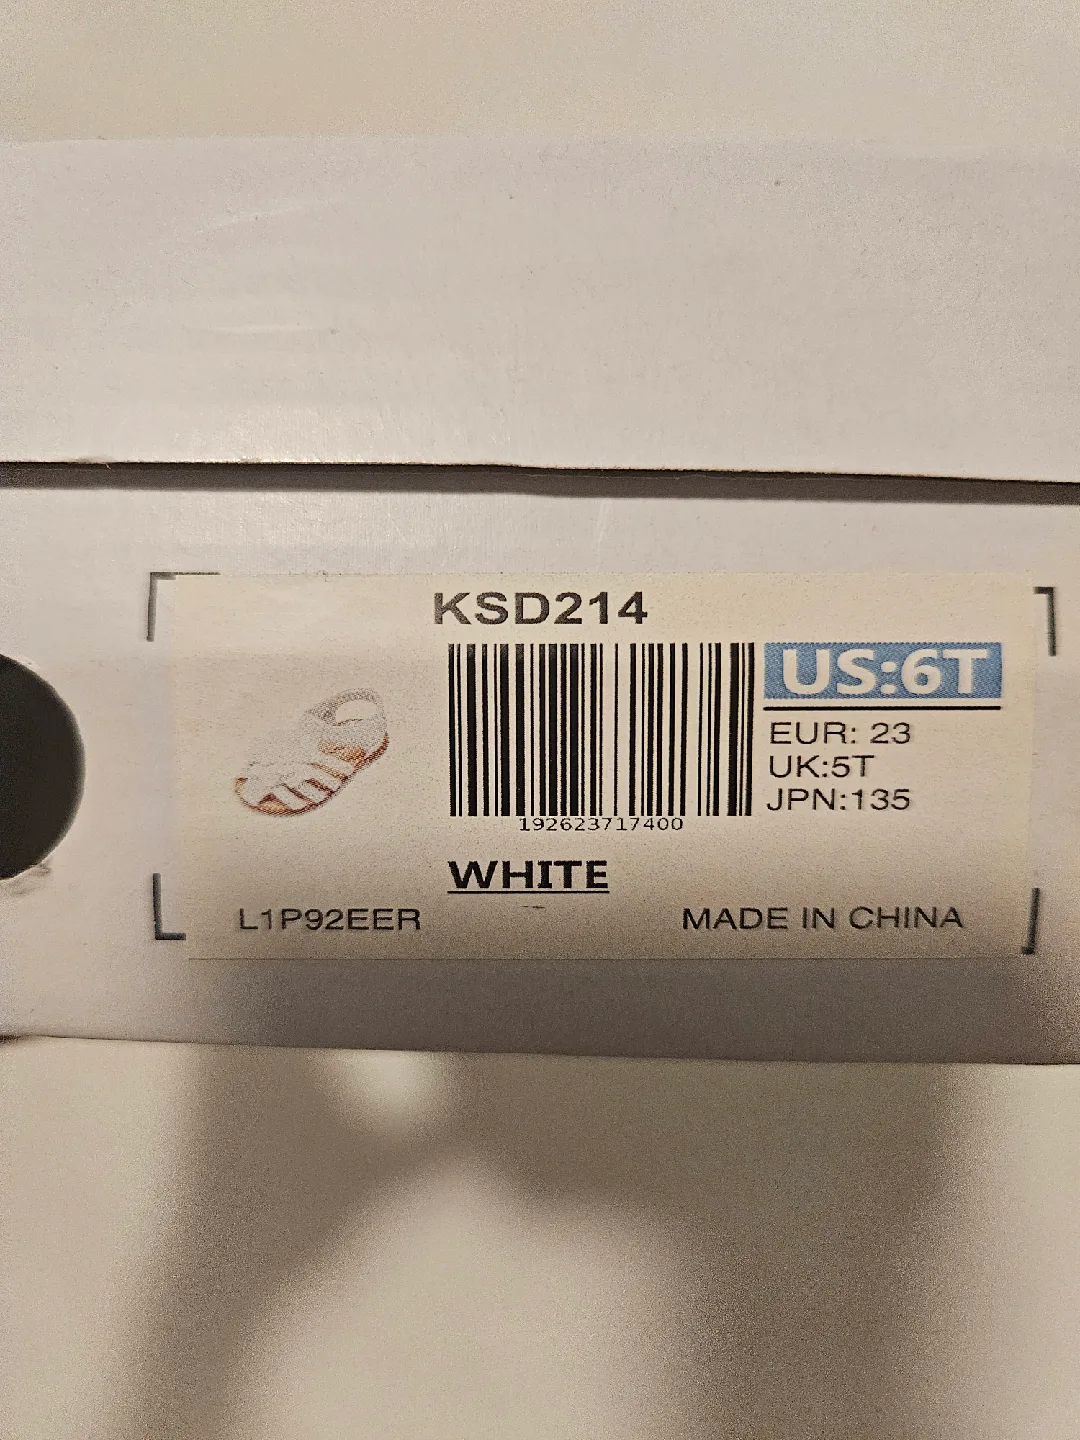 KSD214
US:6T
EUR: 23
UK:5T
JPN:135
192623717400
WHITE
L1P92EER
MADE IN CHINA